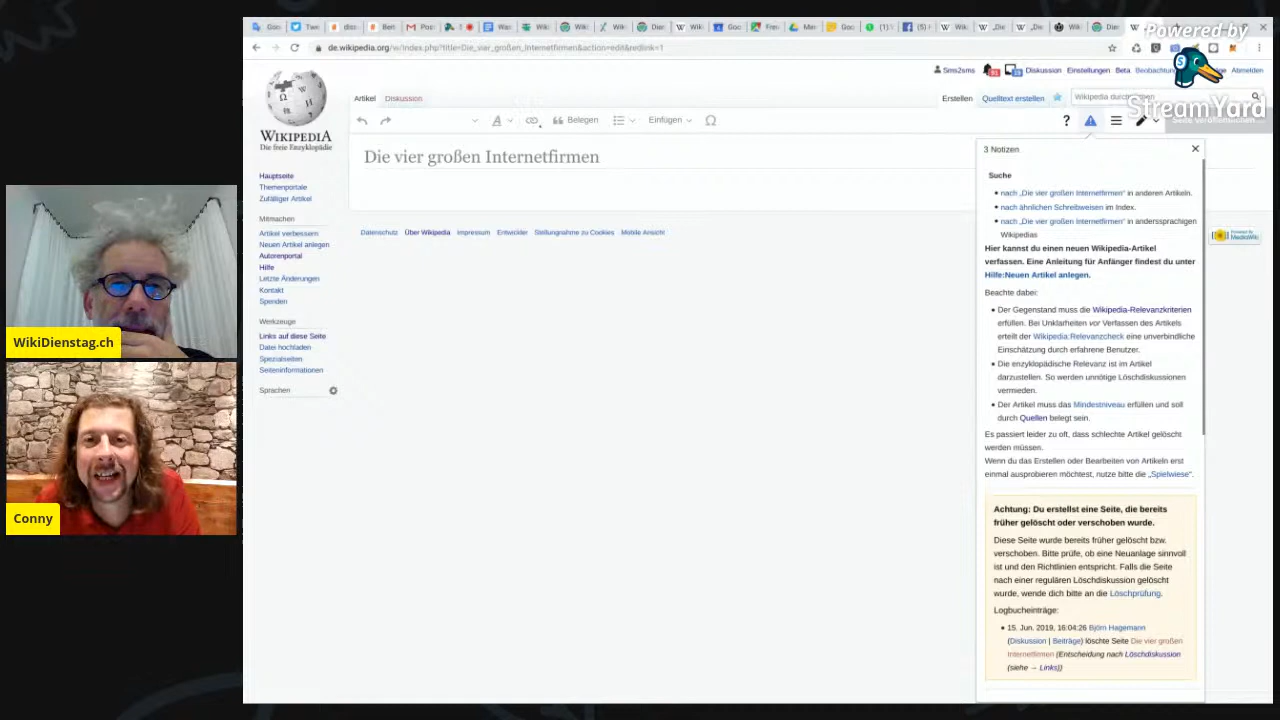 Powered by
StreamYard
de.wikipedia.org/w/index.php?title=Die_vier_großen_Internetfirmen&action=edit&redlink=1
Sms2sms
Diskussion
Einstellungen
Beta
Abmelden
WIKIPEDIA
Die freie Enzyklopädie
Artikel
Diskussion
Erstellen
Quelltext erstellen
Belegen
Einfügen
Ω
?
Die vier großen Internetfirmen
Hauptseite
Themenportale
Zufälliger Artikel
Mitmachen
Artikel verbessern
Neuen Artikel anlegen
Autorenportal
Hilfe
Letzte Änderungen
Kontakt
Spenden
Werkzeuge
Links auf diese Seite
Datei hochladen
Spezialseiten
Seiteninformationen
Sprachen
Datenschutz
Über Wikipedia
Impressum
Entwickler
Stellungnahme zu Cookies
Mobile Ansicht
3 Notizen
Suche
nach „Die vier großen Internetfirmen“ in anderen Artikeln.
nach ähnlichen Schreibweisen im Index.
nach „Die vier großen Internetfirmen“ in anderssprachigen
Wikipedias
Hier kannst du einen neuen Wikipedia-Artikel
verfassen. Eine Anleitung für Anfänger findest du unter
Hilfe:Neuen Artikel anlegen.
Beachte dabei:
Der Gegenstand muss die Wikipedia-Relevanzkriterien
erfüllen. Bei Unklarheiten vor Verfassen des Artikels
erteilt der Wikipedia:Relevanzcheck eine unverbindliche
Einschätzung durch erfahrene Benutzer.
Die enzyklopädische Relevanz ist im Artikel
darzustellen. So werden unnötige Löschdiskussionen
vermieden.
Der Artikel muss das Mindestniveau erfüllen und soll
durch Quellen belegt sein.
Es passiert leider zu oft, dass schlechte Artikel gelöscht
werden müssen.
Wenn du das Erstellen oder Bearbeiten von Artikeln erst
einmal ausprobieren möchtest, nutze bitte die „Spielwiese“.
Achtung: Du erstellst eine Seite, die bereits
früher gelöscht oder verschoben wurde.
Diese Seite wurde bereits früher gelöscht bzw.
verschoben. Bitte prüfe, ob eine Neuanlage sinnvoll
ist und den Richtlinien entspricht. Falls die Seite
nach einer regulären Löschdiskussion gelöscht
wurde, wende dich bitte an die Löschprüfung.
Logbucheinträge:
15. Jun. 2019, 16:04:26 Björn Hagemann
(Diskussion | Beiträge) löschte Seite Die vier großen
Internetfirmen (Entscheidung nach Löschdiskussion
(siehe → Links))
Powered By
MediaWiki
WikiDienstag.ch
Conny